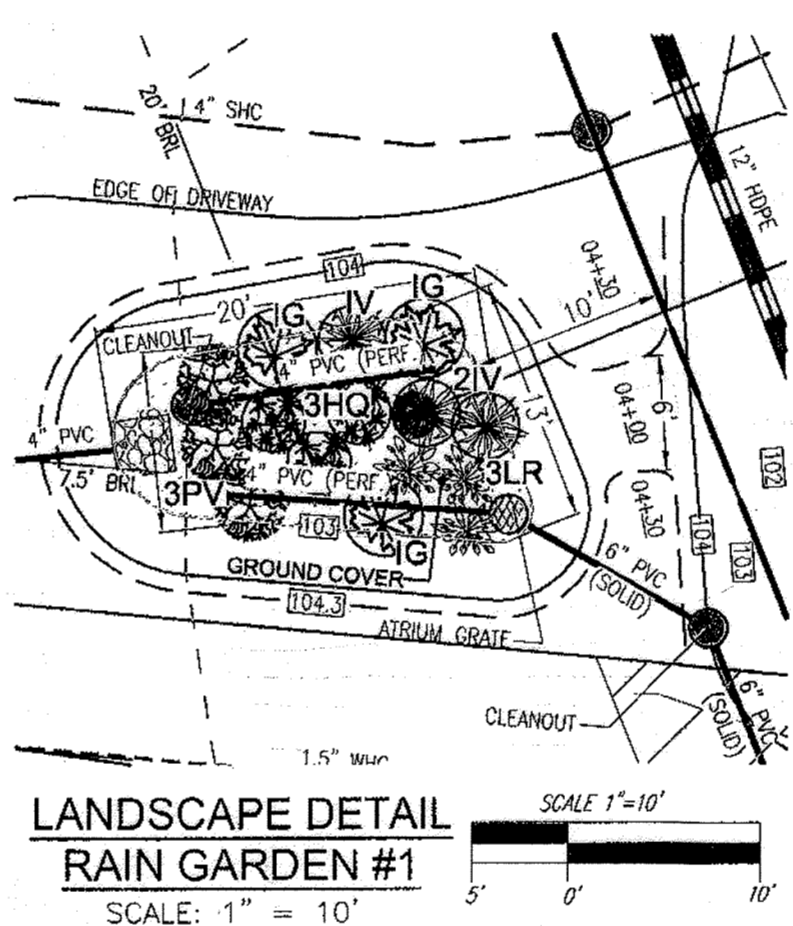 20' BRL
1.4" SHC
EDGE OF DRIVEWAY
12" HDPE
104
04+30
20'
IG
IV
IG
10'
CLEANOUT
4" PVC (PERF.
2IV
3HQ
13'
6'
04+00
4" PVC
7.5' BRL
4" PVC (PERF.
3LR
3PV
102
04+30
103
IG
104
103
6" PVC
(SOLID)
GROUND COVER
104.3
ATRIUM GRATE
6" PVC
(SOLID)
CLEANOUT
1.5" WHC
LANDSCAPE DETAIL
RAIN GARDEN #1
SCALE: 1" = 10'
SCALE 1"=10'
5' 0' 10'